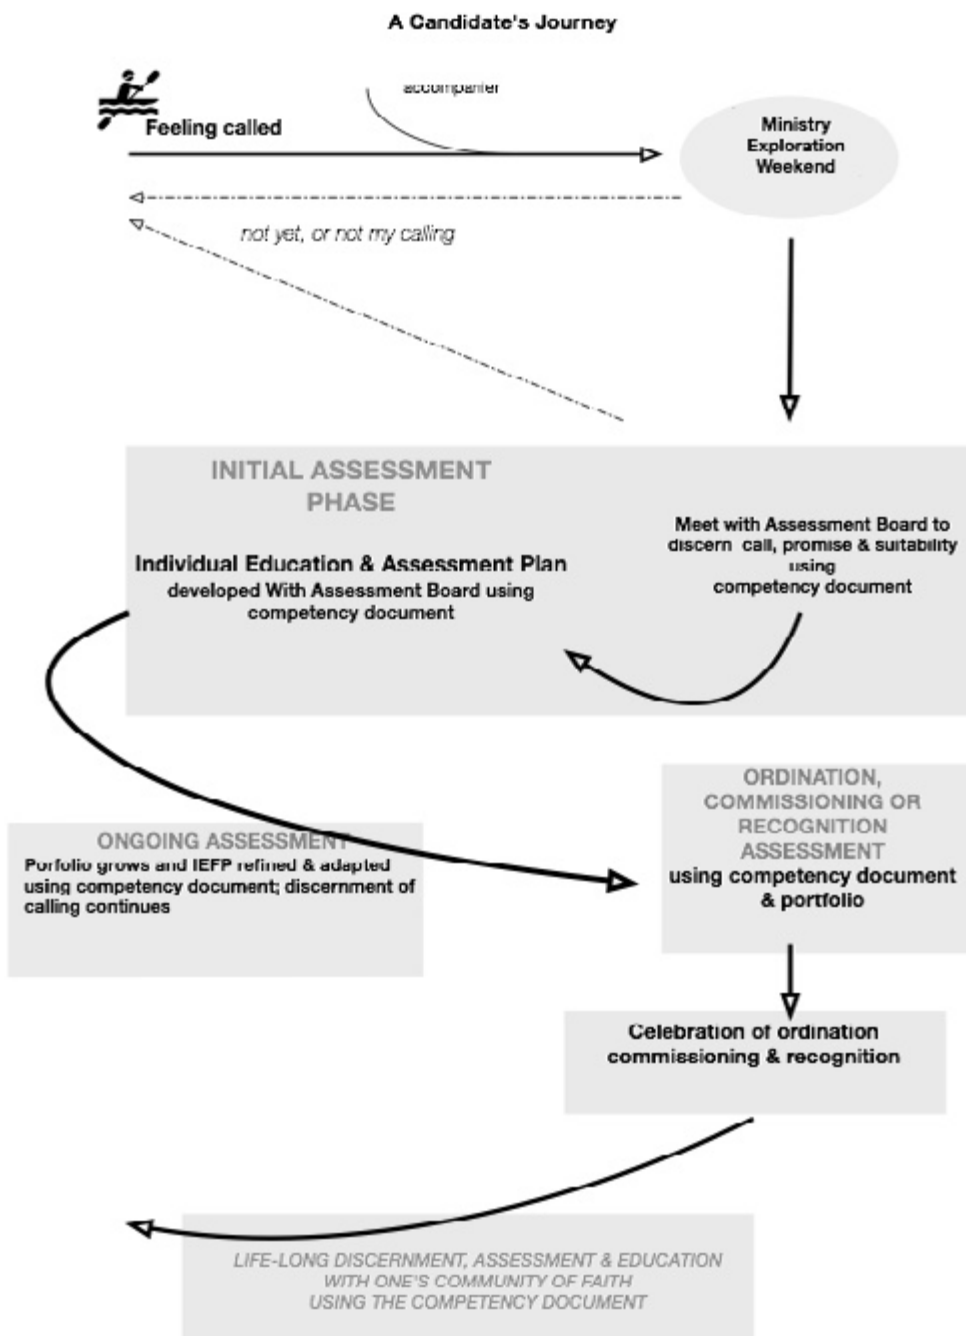 A Candidate's Journey
accompanier
Feeling called
Ministry
Exploration
Weekend
not yet, or not my calling
INITIAL ASSESSMENT
PHASE
Individual Education & Assessment Plan
developed With Assessment Board using
competency document
Meet with Assessment Board to
discern call, promise & suitability
using
competency document
ORDINATION,
COMMISSIONING OR
RECOGNITION
ASSESSMENT
using competency document
& portfolio
ONGOING ASSESSMENT
Porfolio grows and IEFP refined & adapted
using competency document; discernment of
calling continues
Celebration of ordination
commissioning & recognition
LIFE-LONG DISCERNMENT, ASSESSMENT & EDUCATION
WITH ONE'S COMMUNITY OF FAITH
USING THE COMPETENCY DOCUMENT